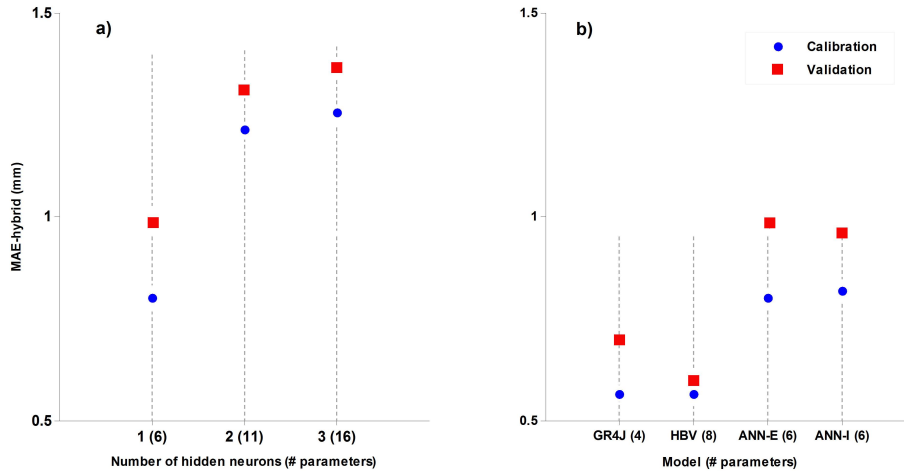 a)
1.5
1
0.5
MAE-hybrid (mm)
1 (6)
2 (11)
3 (16)
Number of hidden neurons (# parameters)
b)
Calibration
Validation
1.5
1
0.5
GR4J (4)
HBV (8)
ANN-E (6)
ANN-I (6)
Model (# parameters)